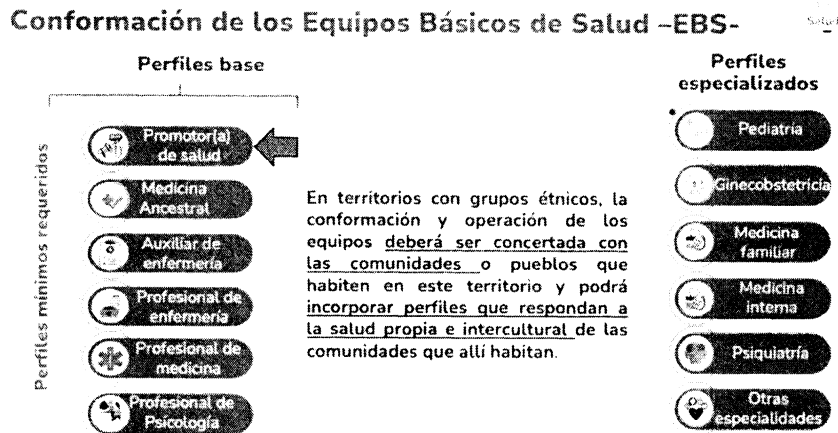 Conformación de los Equipos Básicos de Salud –EBS-
Salud
Perfiles base
Perfiles mínimos requeridos
Promotor(a)
de salud
Medicina
Ancestral
Auxiliar de
enfermería
Profesional de
enfermería
Profesional de
medicina
Profesional de
Psicología
En territorios con grupos étnicos, la
conformación y operación de los
equipos deberá ser concertada con
las comunidades o pueblos que
habiten en este territorio y podrá
incorporar perfiles que respondan a
la salud propia e intercultural de las
comunidades que allí habitan.
Perfiles
especializados
Pediatría
Ginecobstetricia
Medicina
familiar
Medicina
interna
Psiquiatría
Otras
especialidades